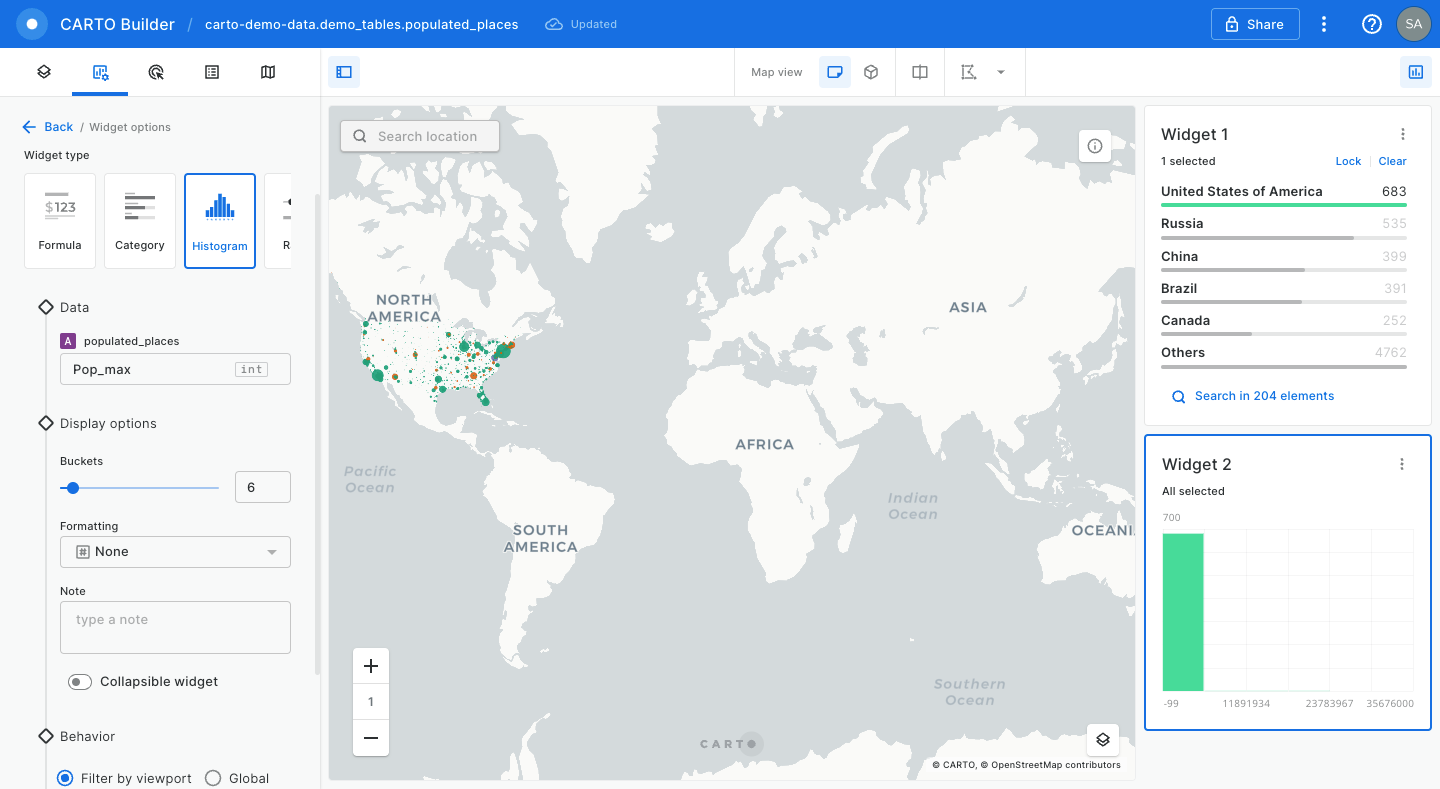 CARTO Builder / carto-demo-data.demo_tables.populated_places Updated Share SA
Map view
Back / Widget options
Widget type
$123
Formula Category Histogram R
Data
A populated_places
Pop_max int
Display options
Buckets
6
Formatting
# None
Note
type a note
Collapsible widget
Behavior
Filter by viewport Global
Search location
NORTH
AMERICA
ASIA
AFRICA
Pacific
Ocean
Indian
Ocean
SOUTH
AMERICA
OCEANI
Southern
Ocean
1
CARTO
© CARTO, © OpenStreetMap contributors
Widget 1
1 selected Lock | Clear
United States of America 683
Russia 535
China 399
Brazil 391
Canada 252
Others 4762
Search in 204 elements
Widget 2
All selected
700
-99 11891934 23783967 35676000